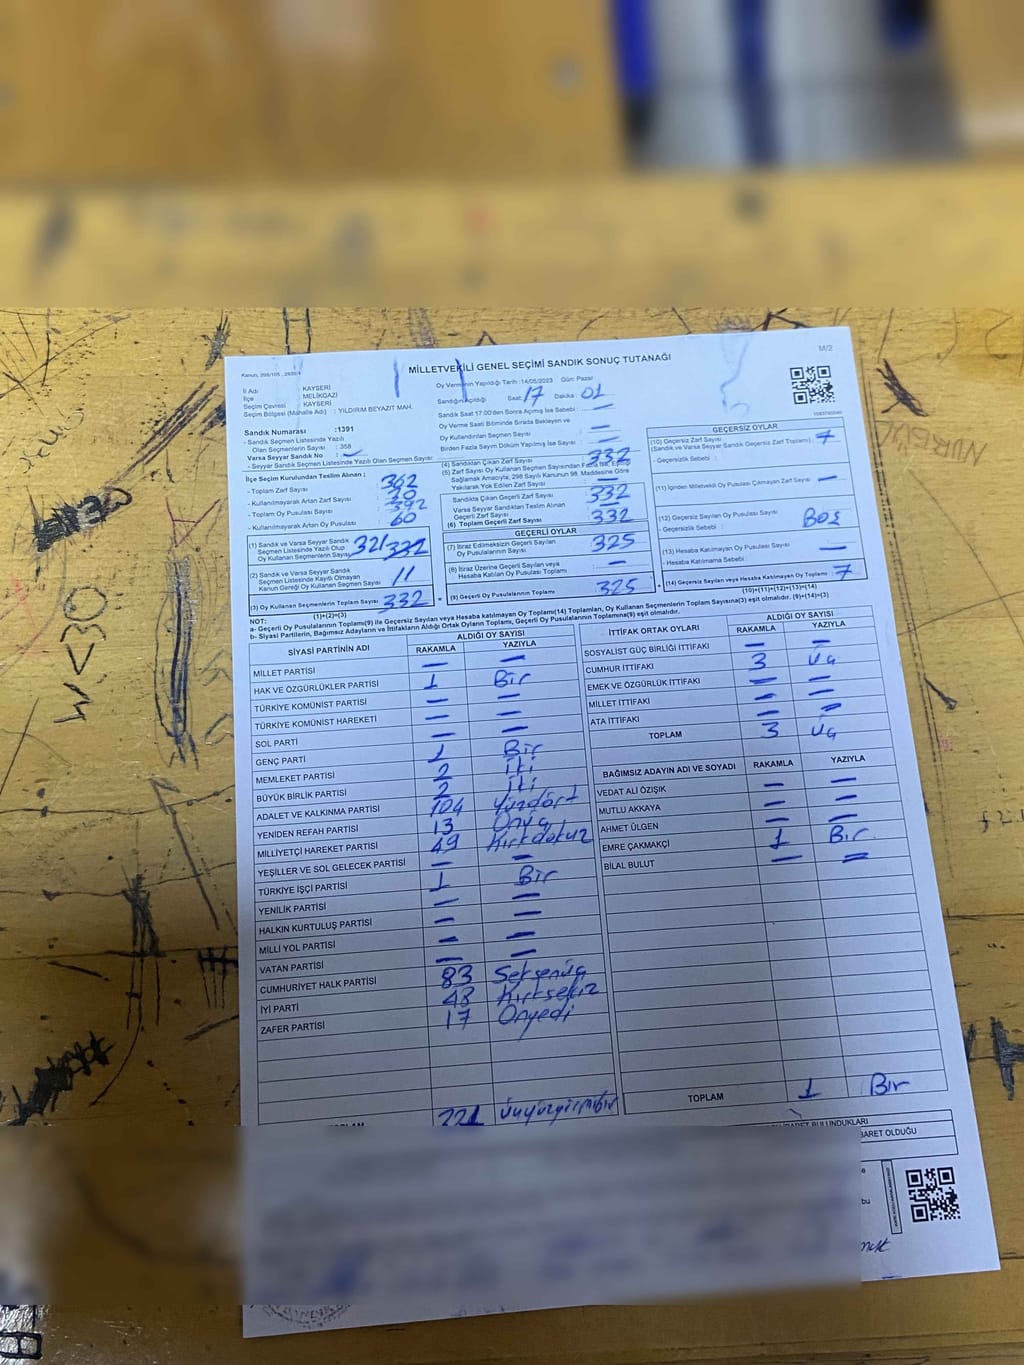 Kanun, 298/105 , 2839/4
M/2
MİLLETVEKİLİ GENEL SEÇİMİ SANDIK SONUÇ TUTANAĞI
İl Adı : KAYSERİ
İlçe : MELİKGAZİ
Seçim Çevresi : KAYSERİ
Seçim Bölgesi (Mahalle Adı) : YILDIRIM BEYAZIT MAH.
Oy Vermenin Yapıldığı Tarih :14/05/2023 Gün: Pazar
Sandığın Açıldığı Saat : 17 Dakika : 01
Sandık Saat 17.00'den Sonra Açmış İse Sebebi : —
Oy Verme Saati Bitiminde Sırada Bekleyen ve
Oy Kullandırılan Seçmen Sayısı : —
Birden Fazla Sayım Döküm Yapılmış İse Sayısı : —
Sandık Numarası :1391
- Sandık Seçmen Listesinde Yazılı
Olan Seçmenlerin Sayısı : 358
Varsa Seyyar Sandık No : —
- Seyyar Sandık Seçmen Listesinde Yazılı Olan Seçmen Sayısı:
İlçe Seçim Kurulundan Teslim Alınan :
- Toplam Zarf Sayısı : 362
- Kullanılmayarak Artan Zarf Sayısı : 30
- Toplam Oy Pusulası Sayısı : 392
- Kullanılmayarak Artan Oy Pusulası : 60
(1) Sandık ve Varsa Seyyar Sandık
Seçmen Listesinde Yazılı Olup
Oy Kullanan Seçmenlerin Sayısı 321/332
(2) Sandık ve Varsa Seyyar Sandık
Seçmen Listesinde Kayıtlı Olmayan
Kanun Gereği Oy Kullanan Seçmen Sayısı 11
(3) Oy Kullanan Seçmenlerin Toplam Sayısı 332
(1)+(2)=(3)
(4) Sandıktan Çıkan Zarf Sayısı : 332
(5) Zarf Sayısı Oy Kullanan Seçmen Sayısından Fazla İse, Eşitliği
Sağlamak Amacıyla; 298 Sayılı Kanunun 98. Maddesine Göre
Yakılarak Yok Edilen Zarf Sayısı : —
Sandıkta Çıkan Geçerli Zarf Sayısı : 332
Varsa Seyyar Sandıktan Teslim Alınan
Geçerli Zarf Sayısı : —
(6) Toplam Geçerli Zarf Sayısı : 332
GEÇERLİ OYLAR
(7) İtiraz Edilmeksizin Geçerli Sayılan
Oy Pusulalarının Sayısı 325
(8) İtiraz Üzerine Geçerli Sayılan veya
Hesaba Katılan Oy Pusulası Toplamı —
(9) Geçerli Oy Pusulalarının Toplamı 325
GEÇERSİZ OYLAR
(10) Geçersiz Zarf Sayısı
(Sandık ve Varsa Seyyar Sandık Geçersiz Zarf Toplamı) : 7
- Geçersizlik Sebebi :
(11) İçinden Milletvekili Oy Pusulası Çıkmayan Zarf Sayısı : —
(12) Geçersiz Sayılan Oy Pusulası Sayısı
- Geçersizlik Sebebi : Boş
(13) Hesaba Katılmayan Oy Pusulası Sayısı : —
- Hesaba Katılmama Sebebi :
(14) Geçersiz Sayılan veya Hesaba Katılmayan Oy Toplamı : 7
(10)+(11)+(12)+(13)=(14)
NOT:
a- Geçerli Oy Pusulalarının Toplamı(9) ile Geçersiz Sayılan veya Hesaba katılmayan Oy Toplamı(14) Toplamları, Oy Kullanan Seçmenlerin Toplam Sayısına(3) eşit olmalıdır. (9)+(14)=(3)
b- Siyasi Partilerin, Bağımsız Adayların ve İttifakların Aldığı Ortak Oyların Toplamı, Geçerli Oy Pusulalarının Toplamına(9) eşit olmalıdır.
SİYASİ PARTİNİN ADI ALDIĞI OY SAYISI
RAKAMLA YAZIYLA
MİLLET PARTİSİ — —
HAK VE ÖZGÜRLÜKLER PARTİSİ 1 Bir
TÜRKİYE KOMÜNİST PARTİSİ — —
TÜRKİYE KOMÜNİST HAREKETİ — —
SOL PARTİ — —
GENÇ PARTİ 1 Bir
MEMLEKET PARTİSİ 2 İki
BÜYÜK BİRLİK PARTİSİ 2 İki
ADALET VE KALKINMA PARTİSİ 104 Yüzdört
YENİDEN REFAH PARTİSİ 13 Onüç
MİLLİYETÇİ HAREKET PARTİSİ 49 Kırkdokuz
YEŞİLLER VE SOL GELECEK PARTİSİ — —
TÜRKİYE İŞÇİ PARTİSİ 1 Bir
YENİLİK PARTİSİ — —
HALKIN KURTULUŞ PARTİSİ — —
MİLLİ YOL PARTİSİ — —
VATAN PARTİSİ — —
CUMHURİYET HALK PARTİSİ 83 Seksenüç
İYİ PARTİ 48 Kırksekiz
ZAFER PARTİSİ 17 Onyedi
TOPLAM 321 Üçyüzyirmibir
İTTİFAK ORTAK OYLARI ALDIĞI OY SAYISI
RAKAMLA YAZIYLA
SOSYALİST GÜÇ BİRLİĞİ İTTİFAKI — —
CUMHUR İTTİFAKI 3 Üç
EMEK VE ÖZGÜRLÜK İTTİFAKI — —
MİLLET İTTİFAKI — —
ATA İTTİFAKI — —
TOPLAM 3 Üç
BAĞIMSIZ ADAYIN ADI VE SOYADI RAKAMLA YAZIYLA
VEDAT ALİ ÖZIŞIK — —
MUTLU AKKAYA — —
AHMET ÜLGEN — —
EMRE ÇAKMAKÇİ 1 Bir
BİLAL BULUT — —
TOPLAM 1 Bir
BULUNDUKLARI
BARET OLDUĞU
W<30